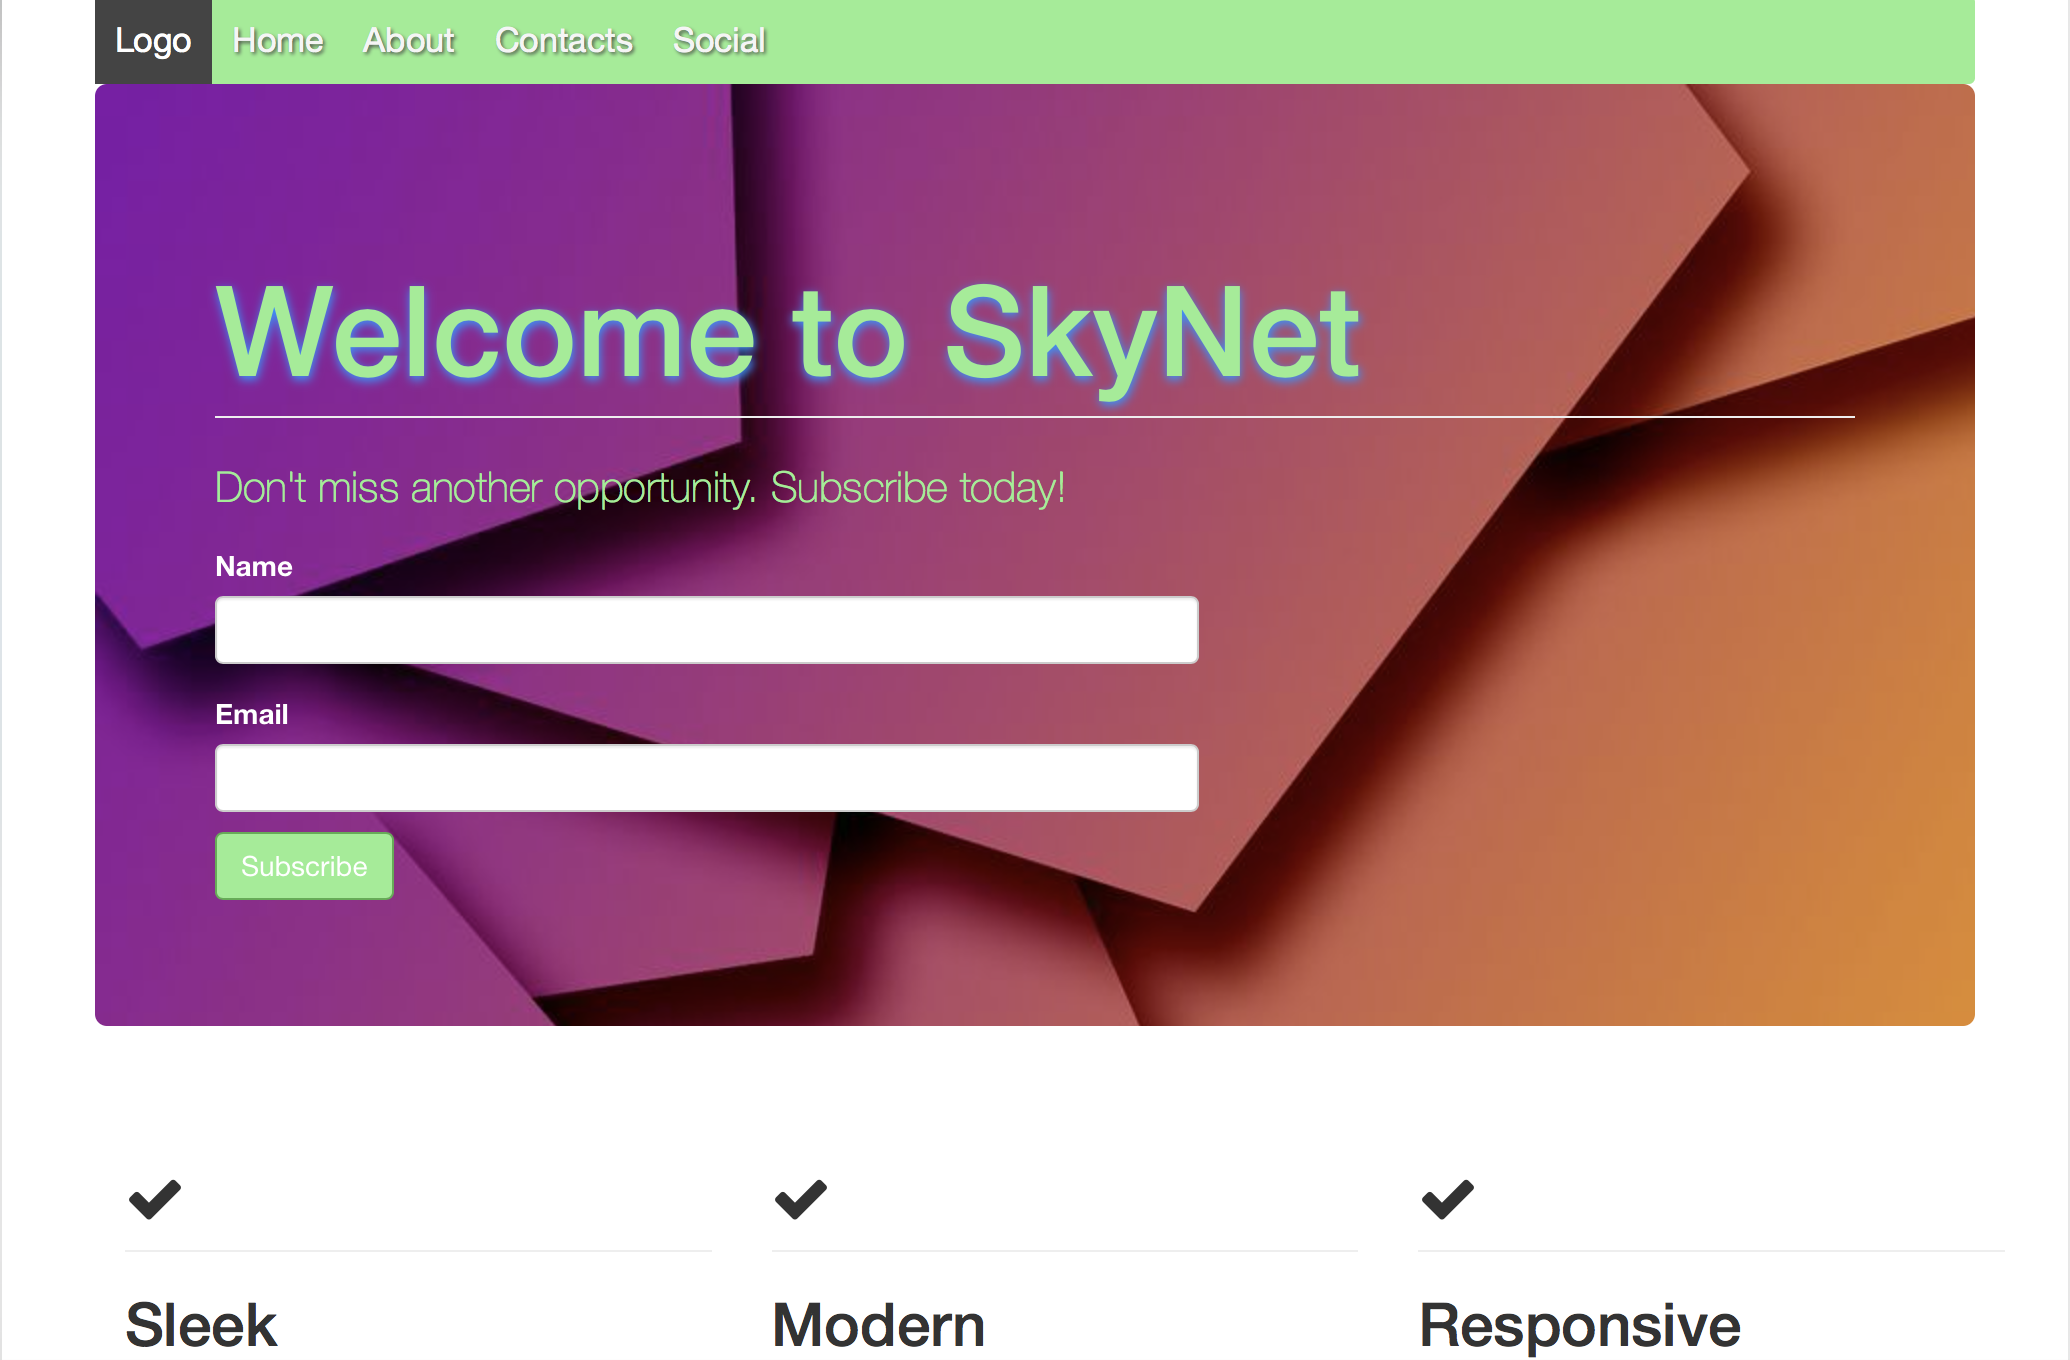 Logo Home About Contacts Social
Welcome to SkyNet
Don't miss another opportunity. Subscribe today!
Name
Email
Subscribe
Sleek Modern Responsive